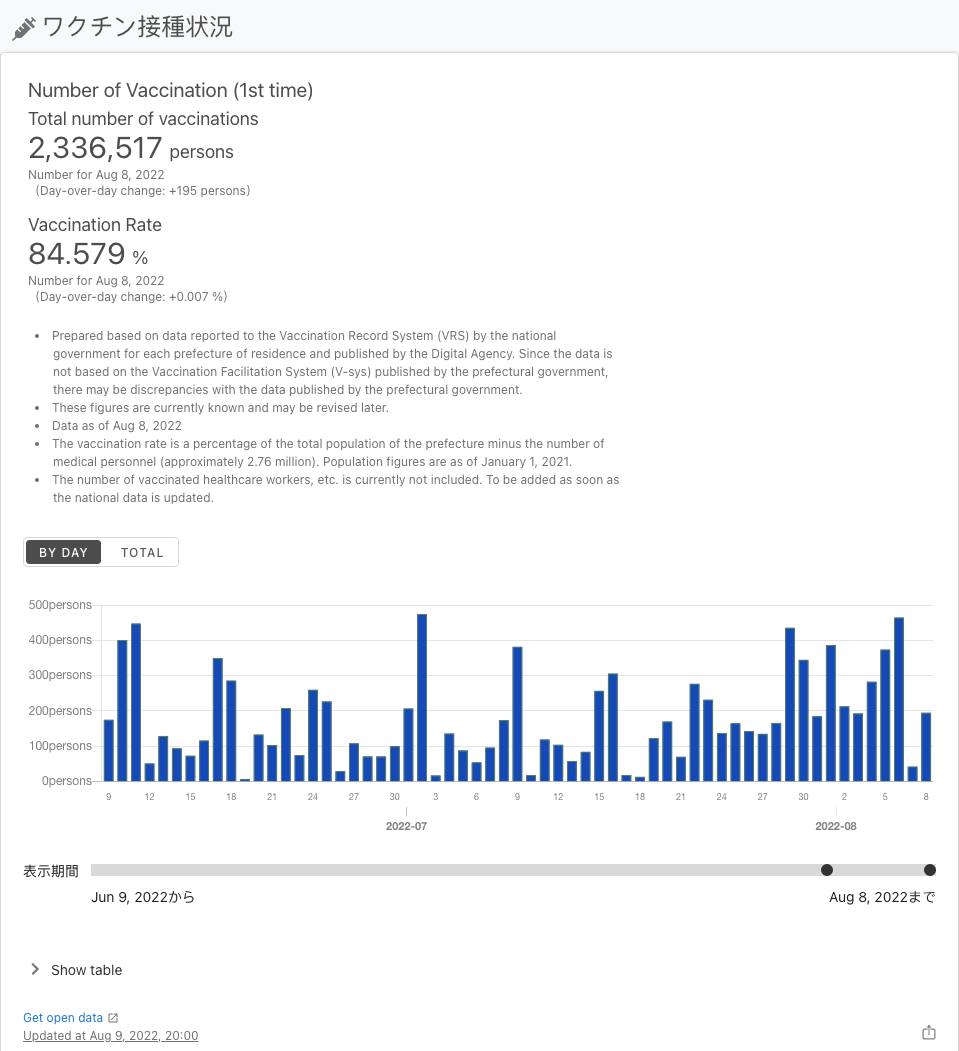 ワクチン接種状況
Number of Vaccination (1st time)
Total number of vaccinations
2,336,517 persons
Number for Aug 8, 2022
(Day-over-day change: +195 persons)
Vaccination Rate
84.579 %
Number for Aug 8, 2022
(Day-over-day change: +0.007 %)
• Prepared based on data reported to the Vaccination Record System (VRS) by the national
government for each prefecture of residence and published by the Digital Agency. Since the data is
not based on the Vaccination Facilitation System (V-sys) published by the prefectural government,
there may be discrepancies with the data published by the prefectural government.
• These figures are currently known and may be revised later.
• Data as of Aug 8, 2022
• The vaccination rate is a percentage of the total population of the prefecture minus the number of
medical personnel (approximately 2.76 million). Population figures are as of January 1, 2021.
• The number of vaccinated healthcare workers, etc. is currently not included. To be added as soon as
the national data is updated.
BY DAY TOTAL
500persons
400persons
300persons
200persons
100persons
0persons
9 12 15 18 21 24 27 30 3 6 9 12 15 18 21 24 27 30 2 5 8
2022-07 2022-08
表示期間
Jun 9, 2022から Aug 8, 2022まで
Show table
Get open data
Updated at Aug 9, 2022, 20:00